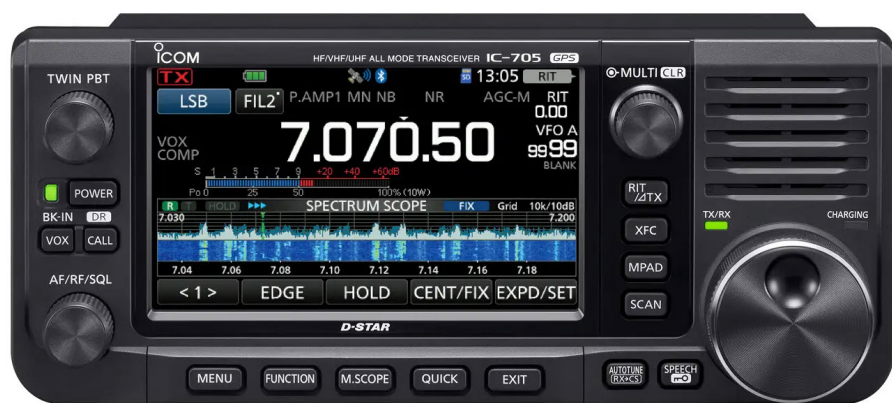 ICOM HF/VHF/UHF ALL MODE TRANSCEIVER IC-705 GPS
TWIN PBT
TX SD 13:05 RIT
MULTI CLR
LSB FIL2 P.AMP1 MN NB NR AGC-M RIT
0.00
VFO A
VOX 7.070.50 99 99
COMP BLANK
S 1 3 5 7 9 +20 +40 +60dB
Po 0 25 50 100% (10W)
POWER
R T HOLD SPECTRUM SCOPE FIX Grid 10k/10dB
7.030 7.200
7.04 7.06 7.08 7.10 7.12 7.14 7.16 7.18
BK-IN DR
VOX CALL
AF/RF/SQL
<1> EDGE HOLD CENT/FIX EXPD/SET
D-STAR
RIT
/⊿TX
XFC
MPAD
SCAN
TX/RX CHARGING
MENU FUNCTION M.SCOPE QUICK EXIT
AUTOTUNE SPEECH
(RX→CS)